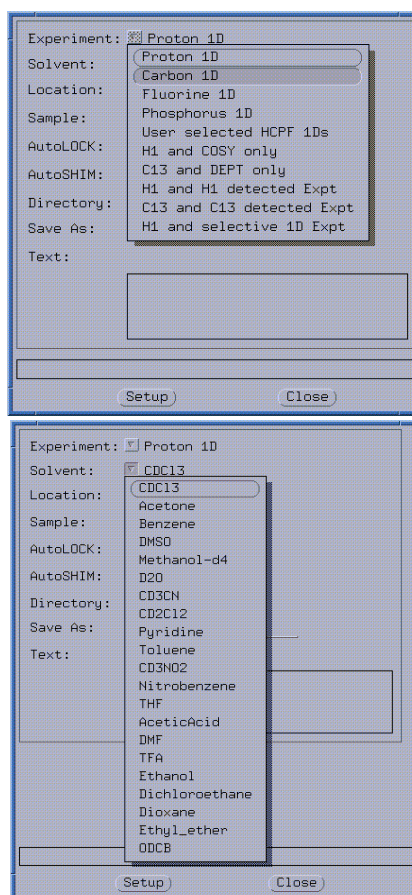 Experiment: Proton 1D
Proton 1D
Solvent:
Carbon 1D
Location:
Fluorine 1D
Sample:
Phosphorus 1D
User selected HCPF 1Ds
AutoLOCK:
H1 and COSY only
AutoSHIM:
C13 and DEPT only
H1 and H1 detected Expt
Directory:
C13 and C13 detected Expt
Save As:
H1 and selective 1D Expt
Text:
Setup Close
Experiment: Proton 1D
Solvent: CDCl3
CDCl3
Location:
Acetone
Sample:
Benzene
DMSO
AutoLOCK:
Methanol-d4
AutoSHIM:
D2O
CD3CN
Directory:
CD2Cl2
Save As:
Pyridine
Text:
Toluene
CD3NO2
Nitrobenzene
THF
AceticAcid
DMF
TFA
Ethanol
Dichloroethane
Dioxane
Ethyl_ether
ODCB
Setup Close